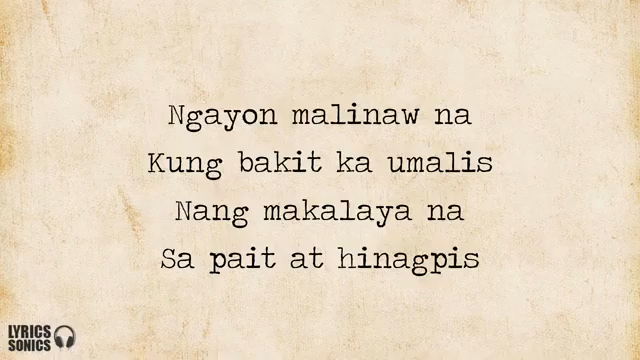 Ngayon malinaw na
Kung bakit ka umalis
Nang makalaya na
Sa pait at hinagpis
LYRICS
SONICS